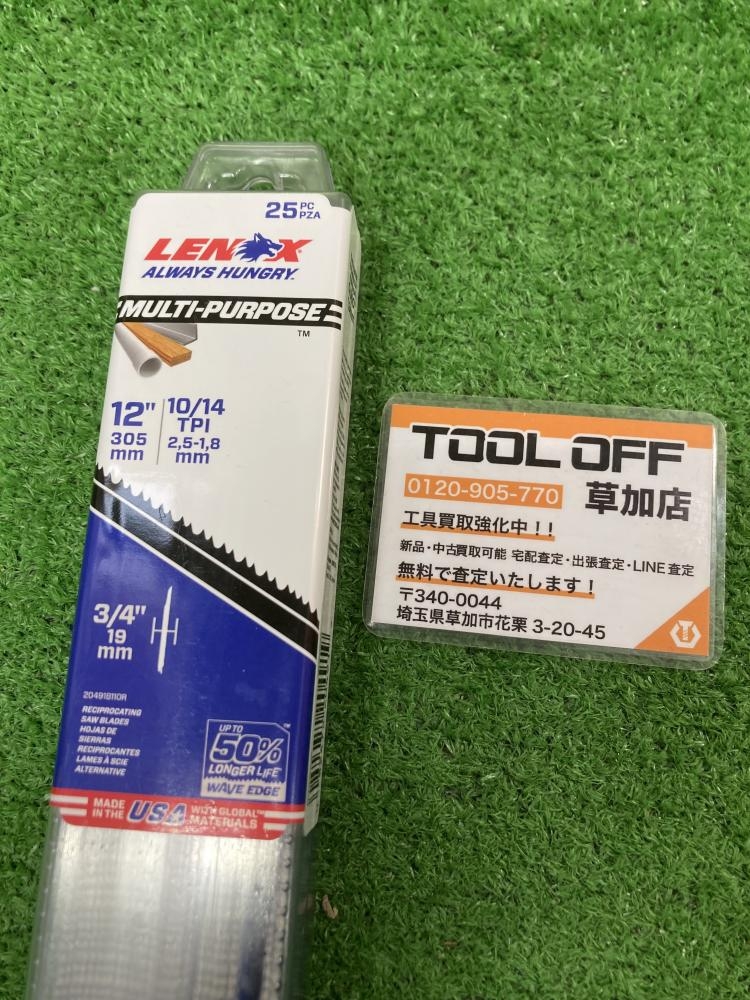 25 PC
PZA
LENOX
ALWAYS HUNGRY™
MULTI-PURPOSE
™
12"
305
mm
10/14
TPI
2,5-1,8
mm
3/4"
19
mm
20491B110R
RECIPROCATING
SAW BLADES
HOJAS DE
SIERRAS
RECIPROCANTES
LAMES À SCIE
ALTERNATIVE
UP TO
50%
LONGER LIFE
WAVE EDGE™
MADE
IN THE
USA
WITH GLOBAL
MATERIALS
TOOL OFF
0120-905-770
草加店
工具買取強化中!!
新品・中古買取可能 宅配査定・出張査定・LINE査定
無料で査定いたします!
〒340-0044
埼玉県草加市花栗 3-20-45